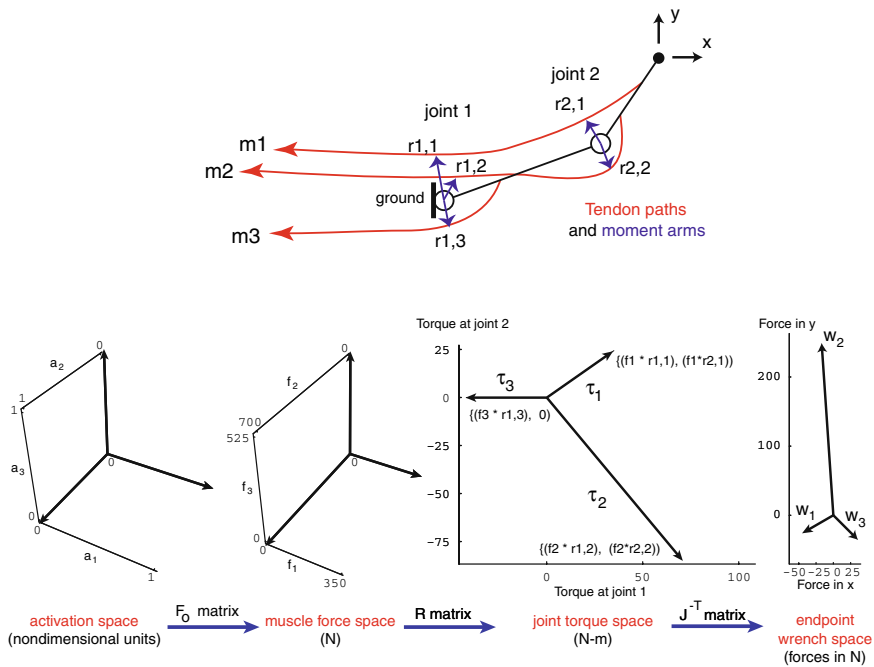 y
x
joint 2
joint 1
r2,1
m1
r1,1
m2
r1,2
r2,2
ground
Tendon paths
and moment arms
m3
r1,3
Torque at joint 2
Force in y
0
a2
1
1
a3
0
0
0
a1
1
0
f2
700
525
f3
0
0
0
f1
350
25
0
-25
-50
-75
τ3
{(f3 * r1,3), 0)
{(f1 * r1,1), (f1*r2,1)}
τ1
τ2
{(f2 * r1,2), (f2*r2,2)}
0 50 100
Torque at joint 1
w2
200
100
0
w1
w3
-50 -25 0 25
Force in x
activation space
(nondimensional units)
Fo matrix
muscle force space
(N)
R matrix
joint torque space
(N-m)
J-T matrix
endpoint
wrench space
(forces in N)